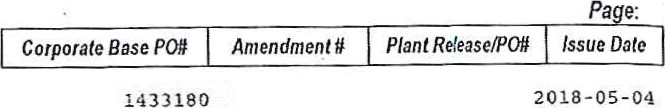 Page:
Corporate Base PO# Amendment # Plant Release/PO# Issue Date
1433180 2018-05-04